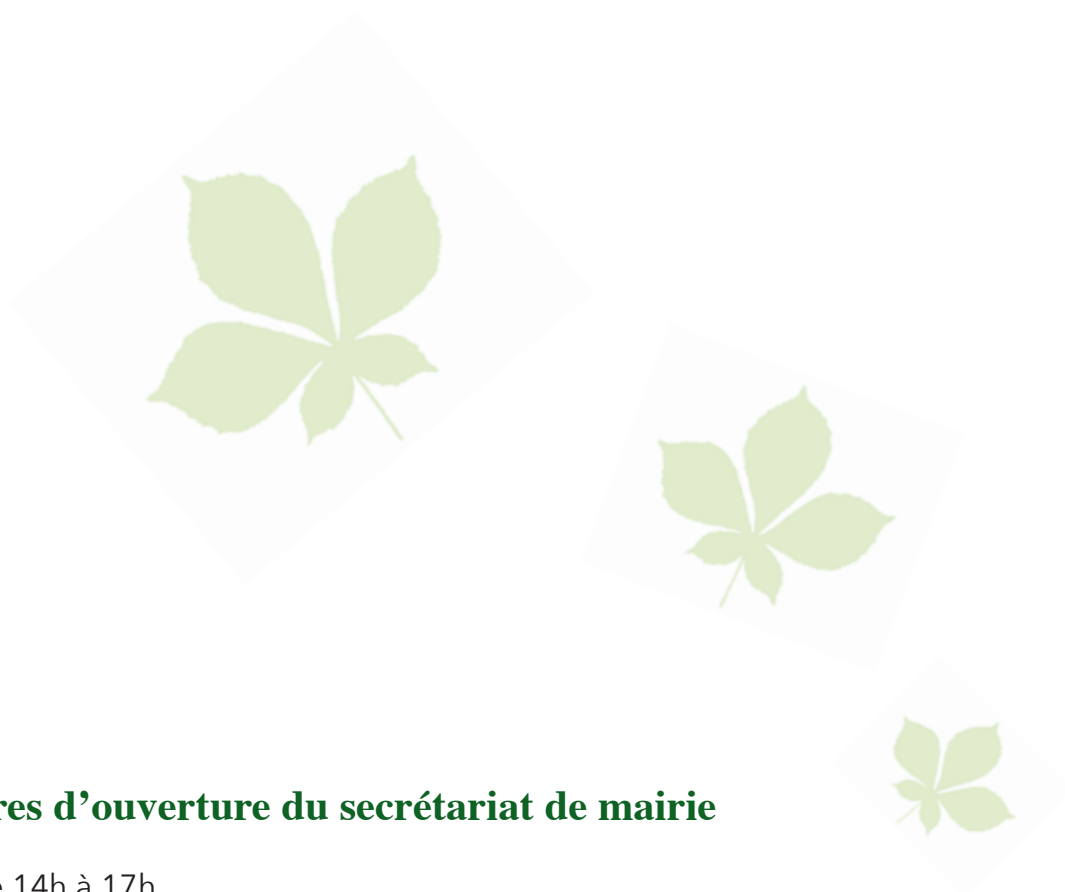 res d’ouverture du secrétariat de mairie
14h à 17h